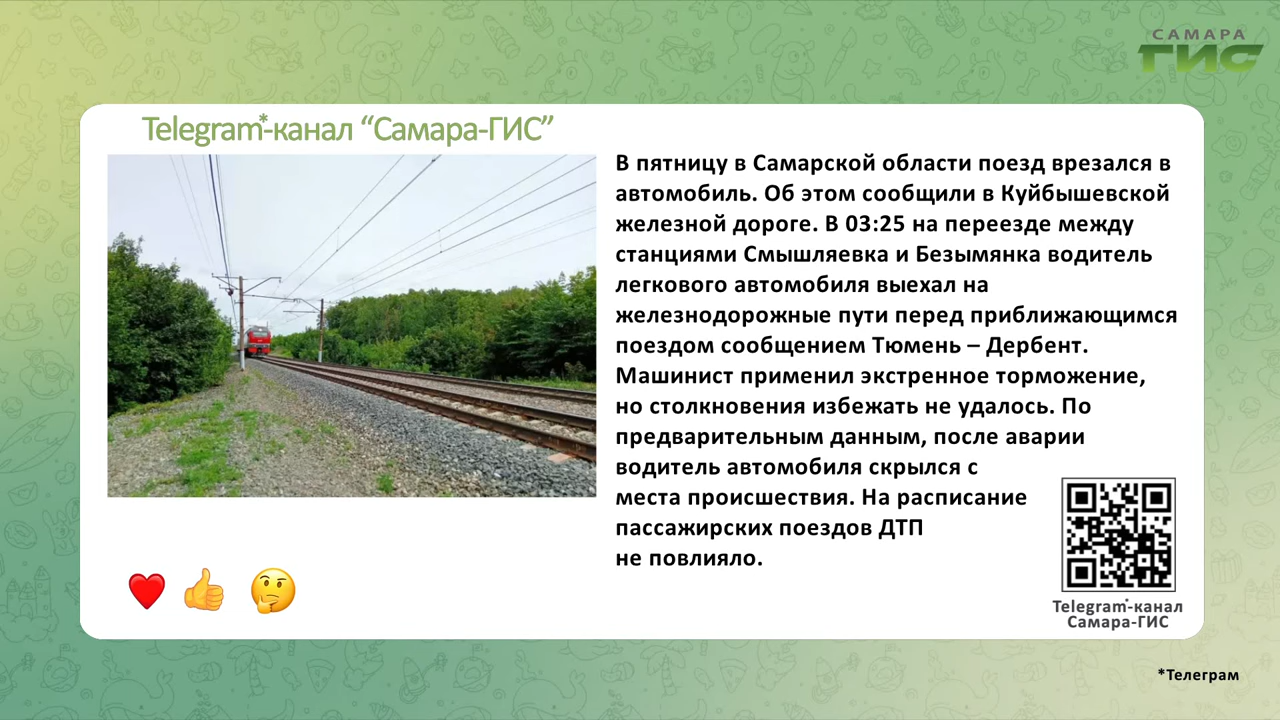 САМАРА
ГИС
Telegram*-канал “Самара-ГИС”
В пятницу в Самарской области поезд врезался в
автомобиль. Об этом сообщили в Куйбышевской
железной дороге. В 03:25 на переезде между
станциями Смышляевка и Безымянка водитель
легкового автомобиля выехал на
железнодорожные пути перед приближающимся
поездом сообщением Тюмень – Дербент.
Машинист применил экстренное торможение,
но столкновения избежать не удалось. По
предварительным данным, после аварии
водитель автомобиля скрылся с
места происшествия. На расписание
пассажирских поездов ДТП
не повлияло.
Telegram*-канал
Самара-ГИС
*Телеграм